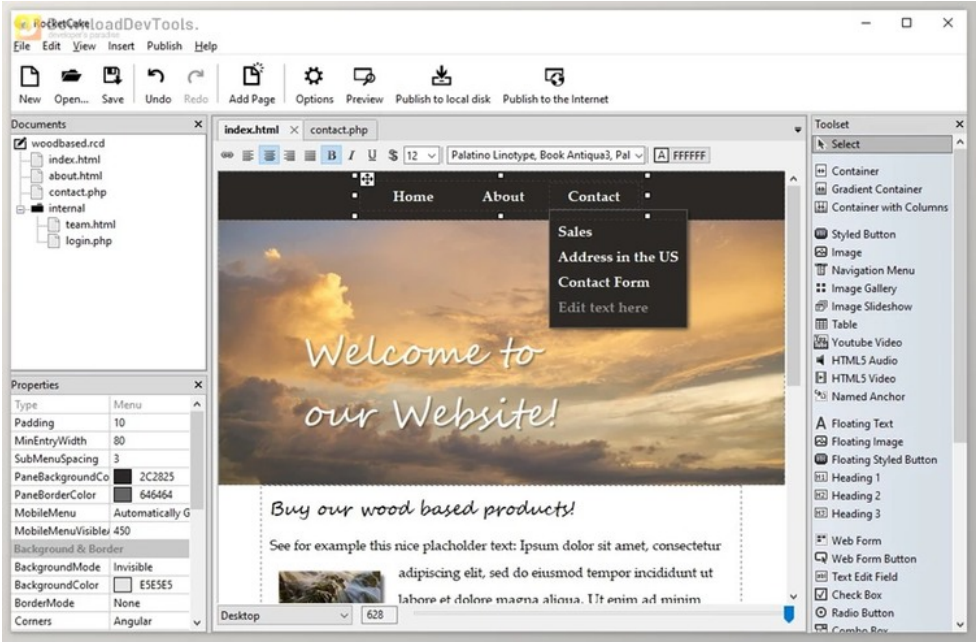 RocketCake
DownloadDevTools.
developer's paradise
File Edit View Insert Publish Help
New Open... Save Undo Redo Add Page Options Preview Publish to local disk Publish to the Internet
Documents
woodbased.rcd
index.html
about.html
contact.php
internal
team.html
login.php
Properties
Type Menu
Padding 10
MinEntryWidth 80
SubMenuSpacing 3
PaneBackgroundCo 2C2825
PaneBorderColor 646464
MobileMenu Automatically G
MobileMenuVisible 450
Background & Border
BackgroundMode Invisible
BackgroundColor E5E5E5
BorderMode None
Corners Angular
index.html contact.php
B I U S 12 Palatino Linotype, Book Antiqua3, Pal A FFFFFF
Home About Contact
Sales
Address in the US
Contact Form
Edit text here
Welcome to
our Website!
Buy our wood based products!
See for example this nice placholder text: Ipsum dolor sit amet, consectetur
adipiscing elit, sed do eiusmod tempor incididunt ut
labore et dolore magna aliqua. Ut enim ad minim
Desktop 628
Toolset
Select
Container
Gradient Container
Container with Columns
Styled Button
Image
Navigation Menu
Image Gallery
Image Slideshow
Table
Youtube Video
HTML5 Audio
HTML5 Video
Named Anchor
A Floating Text
Floating Image
Floating Styled Button
H1 Heading 1
H2 Heading 2
H3 Heading 3
Web Form
Web Form Button
Text Edit Field
Check Box
Radio Button
Combo Box